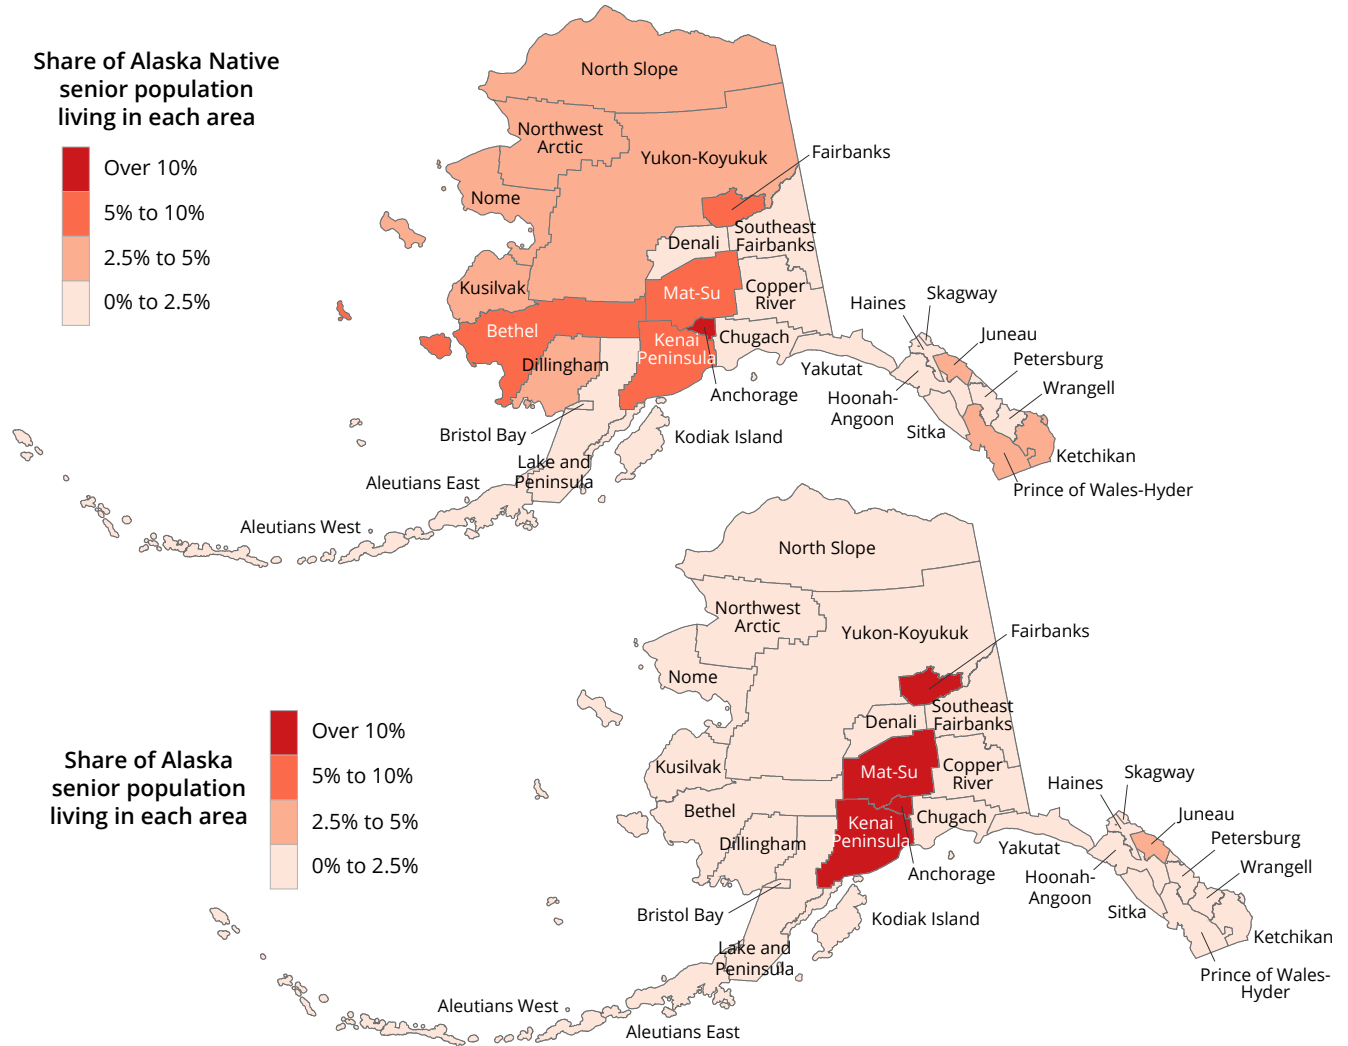 Share of Alaska Native
senior population
living in each area
Over 10%
5% to 10%
2.5% to 5%
0% to 2.5%
North Slope
Northwest
Arctic
Yukon-Koyukuk
Fairbanks
Nome
Southeast
Fairbanks
Denali
Kusilvak
Mat-Su
Copper
River
Bethel
Kenai
Peninsula
Chugach
Dillingham
Anchorage
Yakutat
Haines
Skagway
Juneau
Petersburg
Wrangell
Hoonah-
Angoon
Sitka
Ketchikan
Prince of Wales-Hyder
Bristol Bay
Kodiak Island
Lake and
Peninsula
Aleutians East
Aleutians West
Share of Alaska
senior population
living in each area
Over 10%
5% to 10%
2.5% to 5%
0% to 2.5%
North Slope
Northwest
Arctic
Yukon-Koyukuk
Fairbanks
Nome
Southeast
Fairbanks
Denali
Kusilvak
Mat-Su
Copper
River
Bethel
Kenai
Peninsula
Chugach
Dillingham
Anchorage
Yakutat
Haines
Skagway
Juneau
Petersburg
Wrangell
Hoonah-
Angoon
Sitka
Ketchikan
Prince of Wales-
Hyder
Bristol Bay
Kodiak Island
Lake and
Peninsula
Aleutians West
Aleutians East